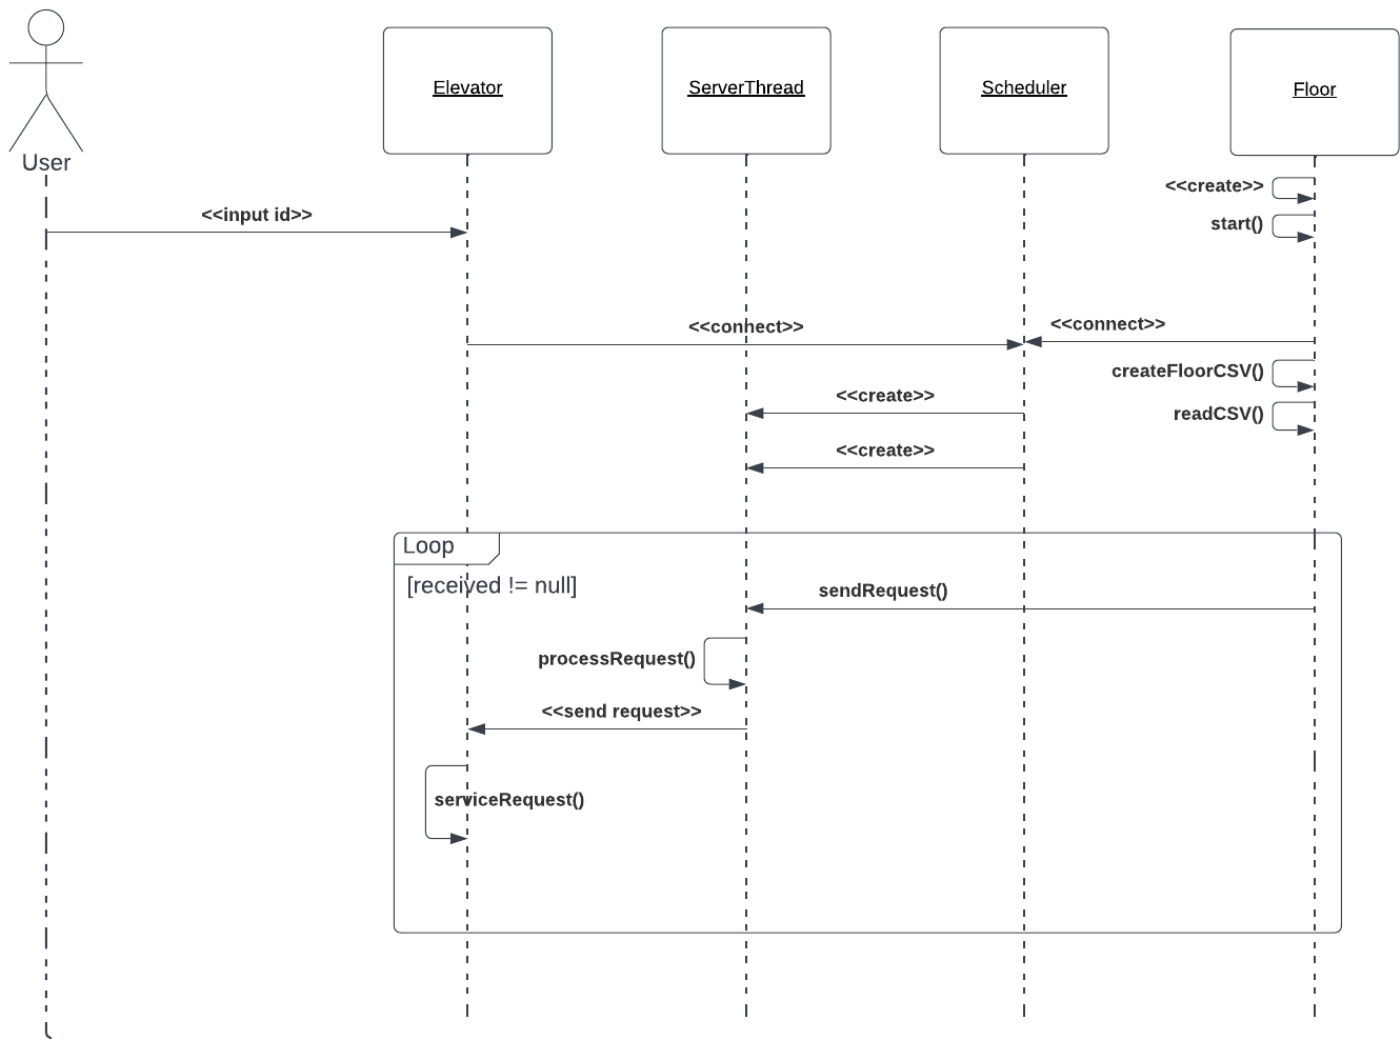 User
Elevator
ServerThread
Scheduler
Floor
<<create>>
<<input id>>
start()
<<connect>>
<<connect>>
createFloorCSV()
<<create>>
readCSV()
<<create>>
Loop
[received != null]
sendRequest()
processRequest()
<<send request>>
serviceRequest()